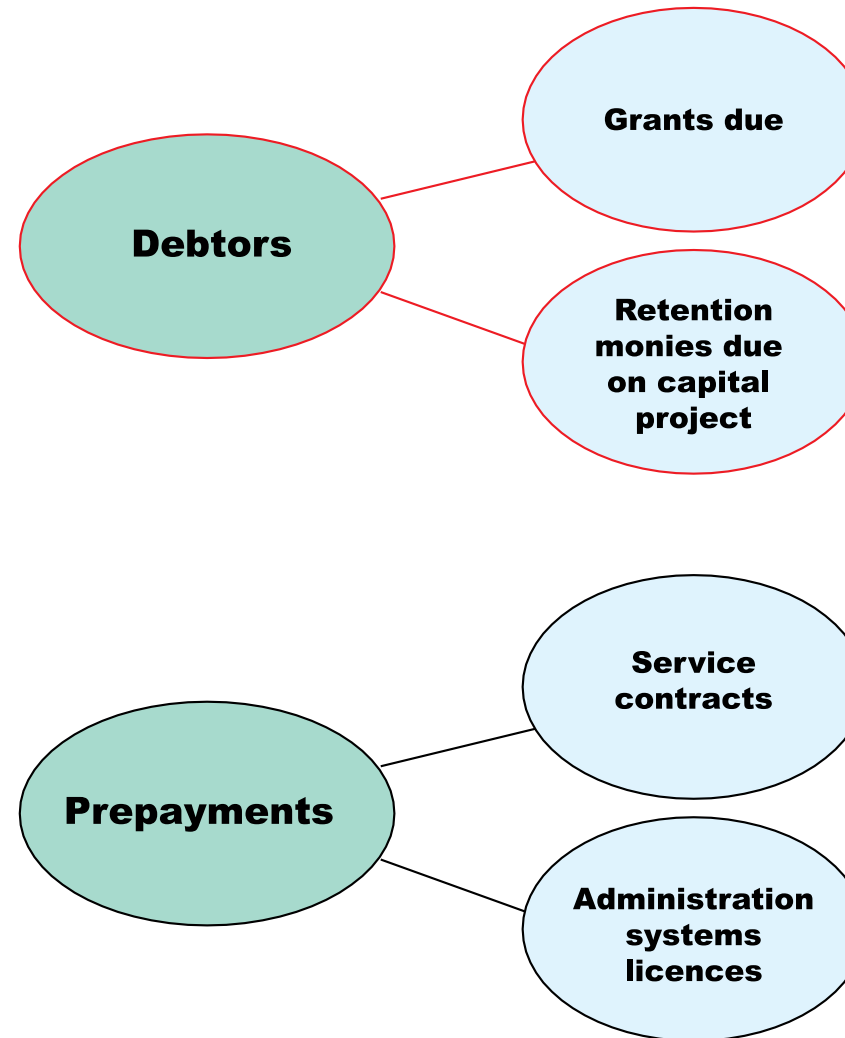 Debtors
Grants due
Retention
monies due
on capital
project
Prepayments
Service
contracts
Administration
systems
licences